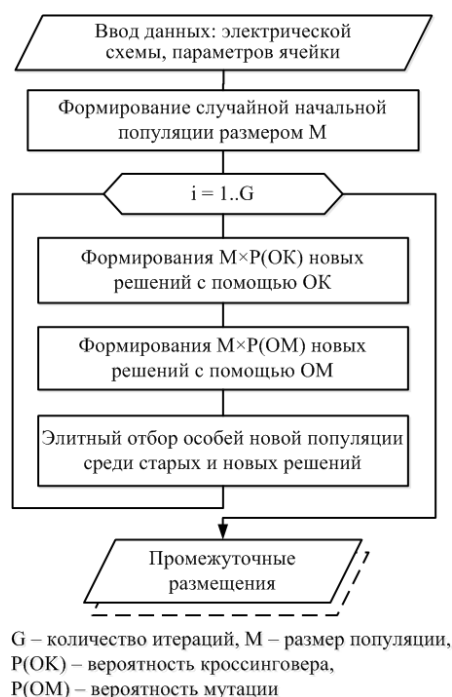 Ввод данных: электрической
схемы, параметров ячейки
Формирование случайной начальной
популяции размером М
i = 1..G
Формирования М×Р(ОК) новых
решений с помощью ОК
Формирования М×Р(ОМ) новых
решений с помощью ОМ
Элитный отбор особей новой популяции
среди старых и новых решений
Промежуточные
размещения
G – количество итераций, М – размер популяции,
Р(ОК) – вероятность кроссинговера,
Р(ОМ) – вероятность мутации